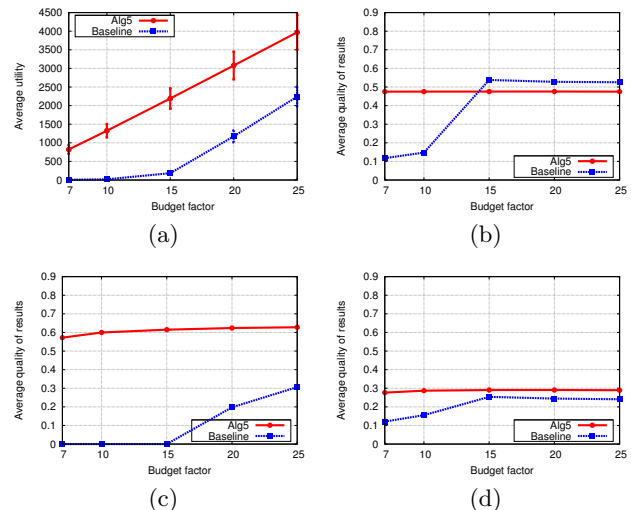 4500
4000
3500
3000
2500
2000
1500
1000
500
0
Average utility
Alg5
Baseline
7 10 15 20 25
Budget factor
(a)
0.9
0.8
0.7
0.6
0.5
0.4
0.3
0.2
0.1
0
Average quality of results
Alg5
Baseline
7 10 15 20 25
Budget factor
(b)
0.9
0.8
0.7
0.6
0.5
0.4
0.3
0.2
0.1
0
Average quality of results
Alg5
Baseline
7 10 15 20 25
Budget factor
(c)
0.9
0.8
0.7
0.6
0.5
0.4
0.3
0.2
0.1
0
Average quality of results
Alg5
Baseline
7 10 15 20 25
Budget factor
(d)